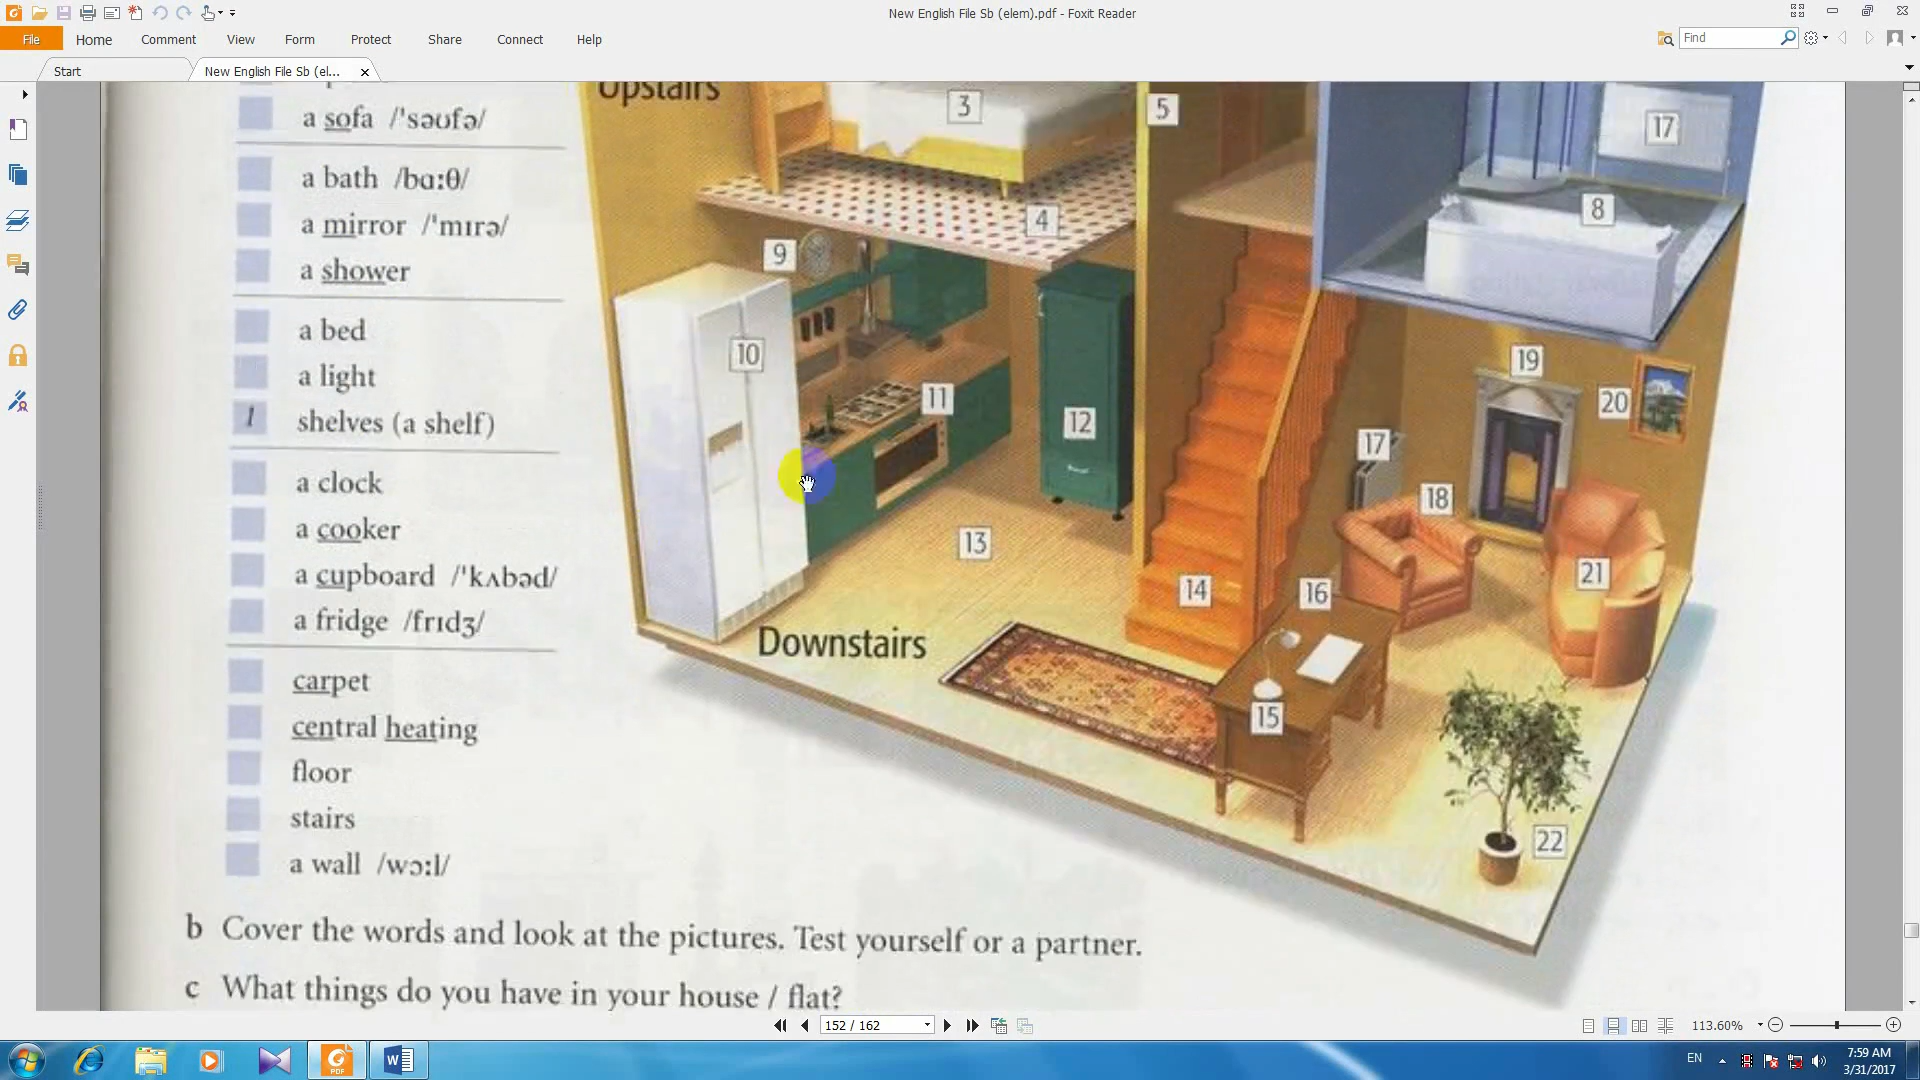 New English File Sb (elem).pdf - Foxit Reader
File Home Comment View Form Protect Share Connect Help
Find
Start
New English File Sb (el...
a sofa /ˈsəʊfə/
a bath /bɑːθ/
a mirror /ˈmɪrə/
a shower
a bed
a light
1 shelves (a shelf)
a clock
a cooker
a cupboard /ˈkʌbəd/
a fridge /frɪdʒ/
carpet
central heating
floor
stairs
a wall /wɔːl/
Upstairs
3
5
17
4
8
9
10
11
12
19
20
17
18
13
14
16
21
Downstairs
15
22
b Cover the words and look at the pictures. Test yourself or a partner.
c What things do you have in your house / flat?
152 / 162
113.60%
EN
7:59 AM
3/31/2017